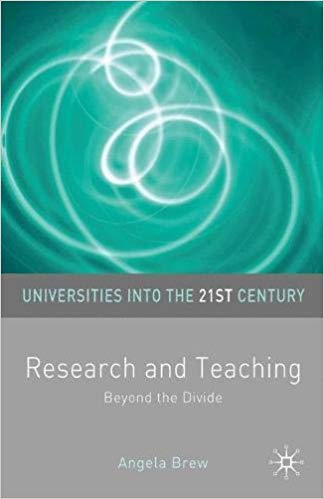 UNIVERSITIES INTO THE 21ST CENTURY
Research and Teaching
Beyond the Divide
Angela Brew